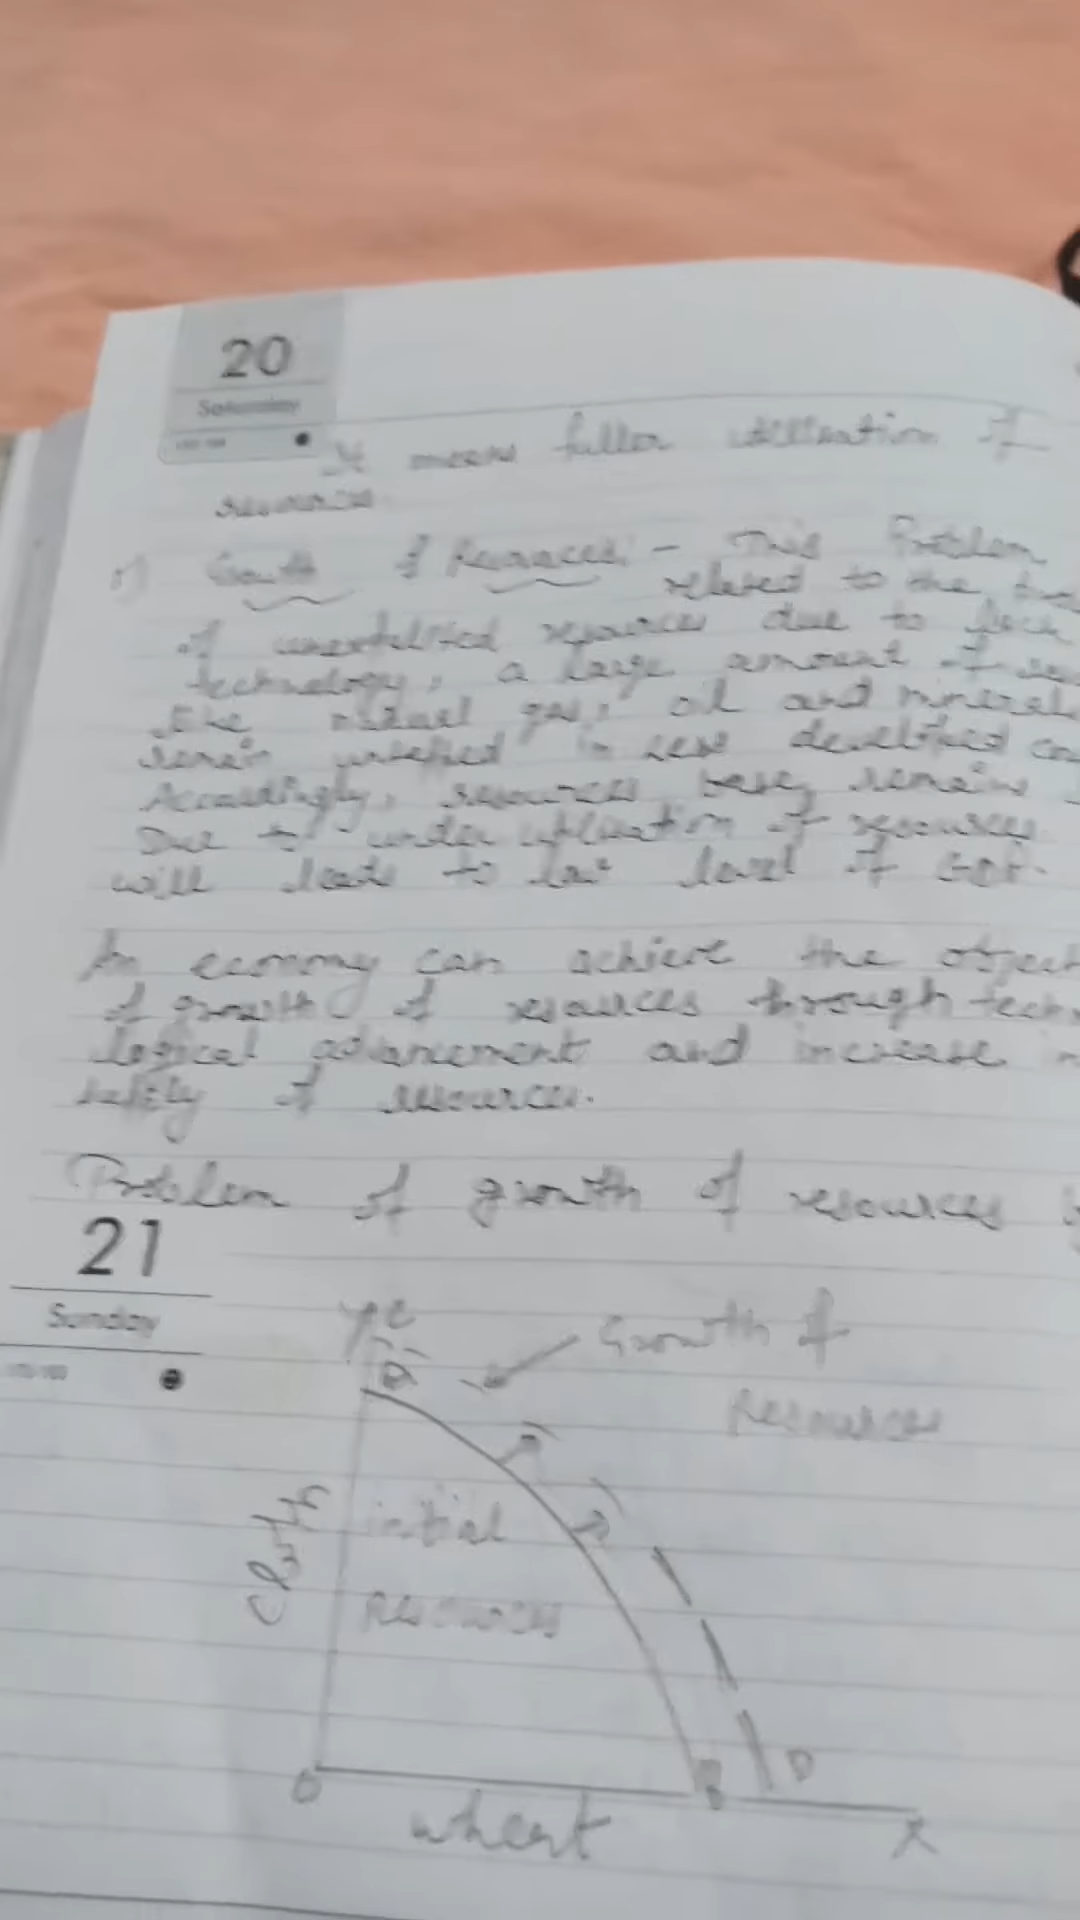 20
Saturday
It means fuller utilisation of
resources
Growth of Resources:- This Problem
related to the
of unexploited resources due to lack
technology, a large amount of
like natural gas, oil and mineral
remain untapped in less developed
Accordingly, resources base, remains
Due to under utilisation of resources
will leads to low level of GDP.
An economy can achieve the object
of growth of resources through tech
logical advancement and increase in
of resources.
Problem of growth of resources
21
Sunday
Y C
Growth of
Resources
Cloth
initial
Resources
O
B
D
wheat
X